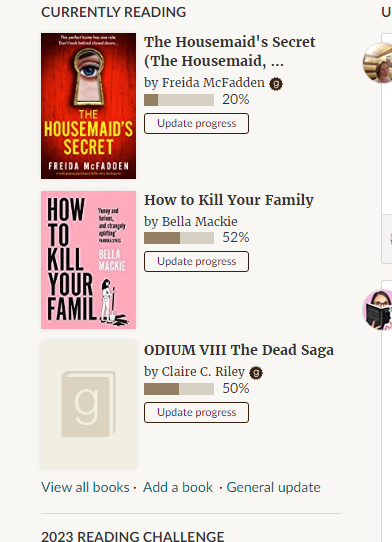 CURRENTLY READING
U
This perfect home has one rule.
Don't look behind closed doors...
THE
HOUSEMAID'S
SECRET
FREIDA McFADDEN
The Housemaid's Secret
(The Housemaid, ...
by Freida McFadden g
20%
Update progress
HOW
TO
KILL
YOUR
FAMIL
'Funny and
furious,
and strangely
uplifting'
PANDORA SYKES
BELLA
MACKIE
How to Kill Your Family
by Bella Mackie
52%
Update progress
g
ODIUM VIII The Dead Saga
by Claire C. Riley g
50%
Update progress
View all books · Add a book · General update
2023 READING CHALLENGE